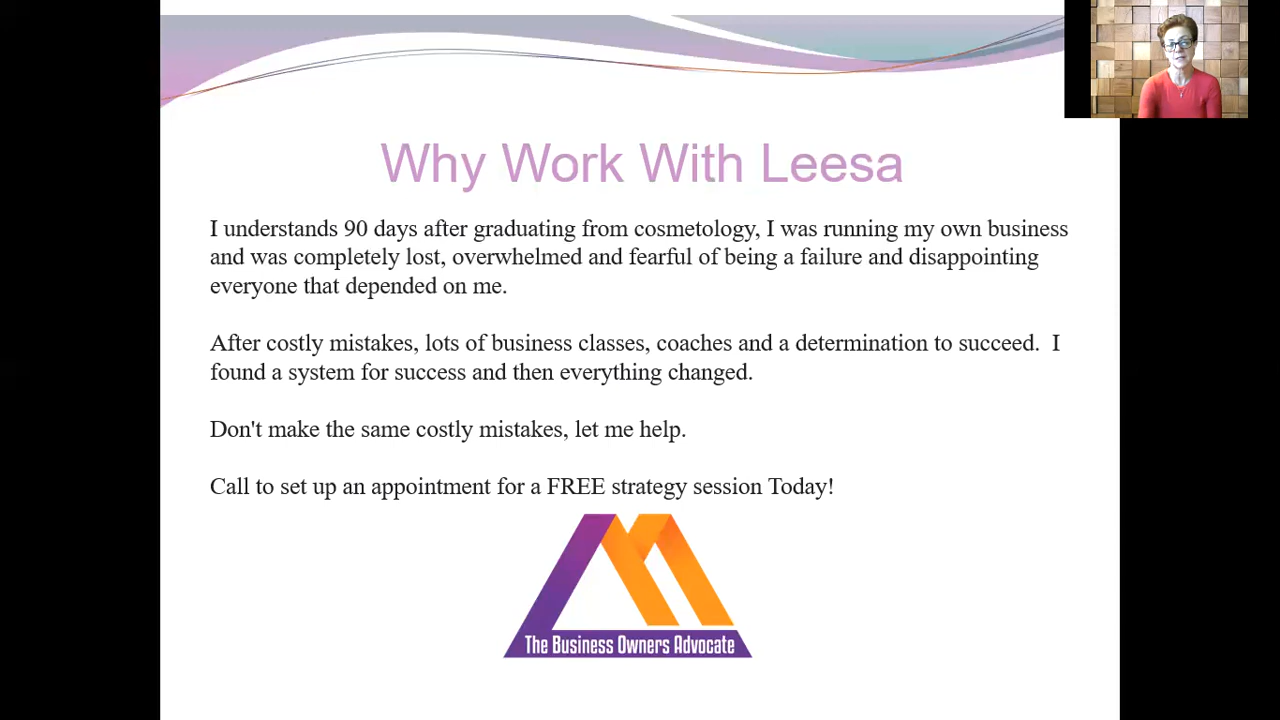 Why Work With Leesa
I understands 90 days after graduating from cosmetology, I was running my own business
and was completely lost, overwhelmed and fearful of being a failure and disappointing
everyone that depended on me.
After costly mistakes, lots of business classes, coaches and a determination to succeed.  I
found a system for success and then everything changed.
Don't make the same costly mistakes, let me help.
Call to set up an appointment for a FREE strategy session Today!
The Business Owners Advocate